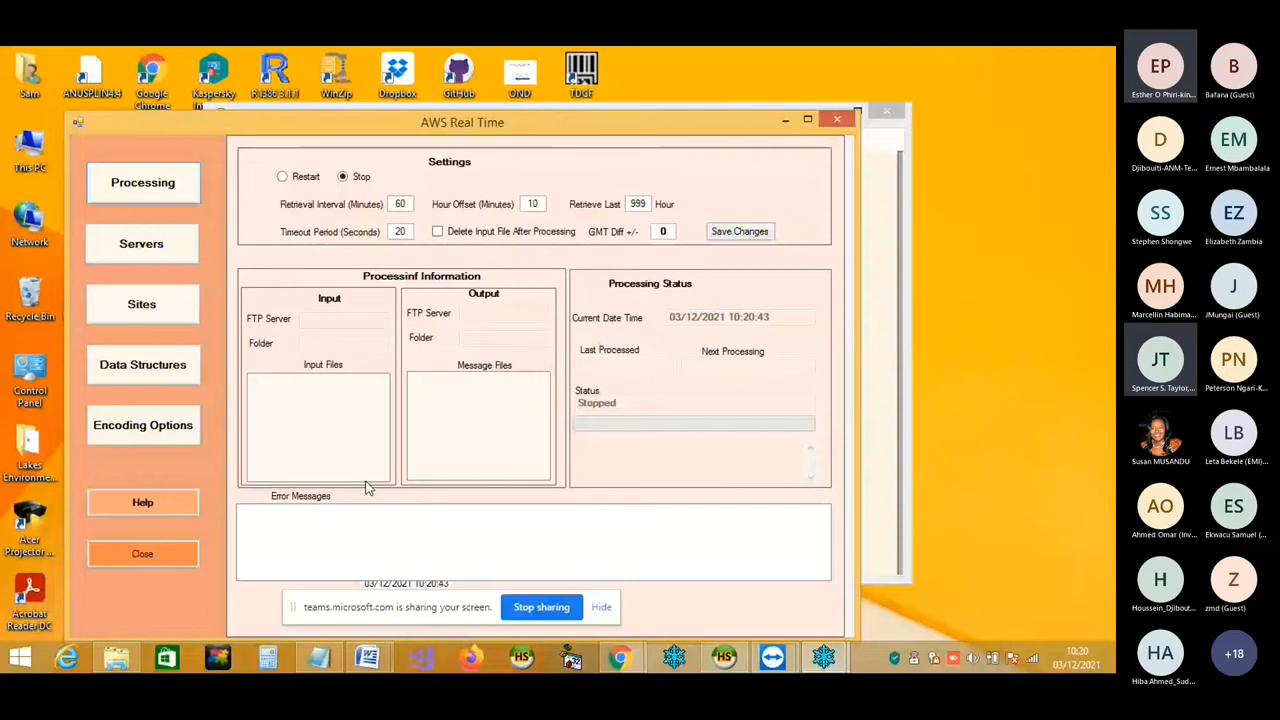 Sam
ANUSPLIN4.4
Google
Chrome
Kaspersky
R i386 3.1.1
WinZip
Dropbox
GitHub
OND
TDCF
This PC
Network
Recycle Bin
Control
Panel
Lakes
Environme...
Acer
Projector ...
Acrobat
Reader DC
AWS Real Time
Processing
Servers
Sites
Data Structures
Encoding Options
Help
Close
Settings
Restart
Stop
Retrieval Interval (Minutes) 60
Hour Offset (Minutes) 10
Retrieve Last 999 Hour
Timeout Period (Seconds) 20
Delete Input File After Processing
GMT Diff +/- 0
Save Changes
Processinf Information
Input
FTP Server
Folder
Input Files
Output
FTP Server
Folder
Message Files
Processing Status
Current Date Time 03/12/2021 10:20:43
Last Processed
Next Processing
Status
Stopped
Error Messages
03/12/2021 10:20:43
teams.microsoft.com is sharing your screen.
Stop sharing
Hide
10:20
03/12/2021
EP
Esther O Phiri-kin...
B
Bafana (Guest)
D
Djibouiti-ANM-Te...
EM
Ernest Mbambalala
SS
Stephen Shongwe
EZ
Elizabeth Zambia
MH
Marcellin Habima...
J
JMungai (Guest)
JT
Spencer S. Taylor,...
PN
Peterson Ngari-K...
Susan MUSANDU
LB
Leta Bekele (EMI)...
AO
Ahmed Omar (Inv...
ES
Ekwacu Samuel (...
H
Houssein_Djibout...
Z
zmd (Guest)
HA
Hiba Ahmed_Sud...
+18